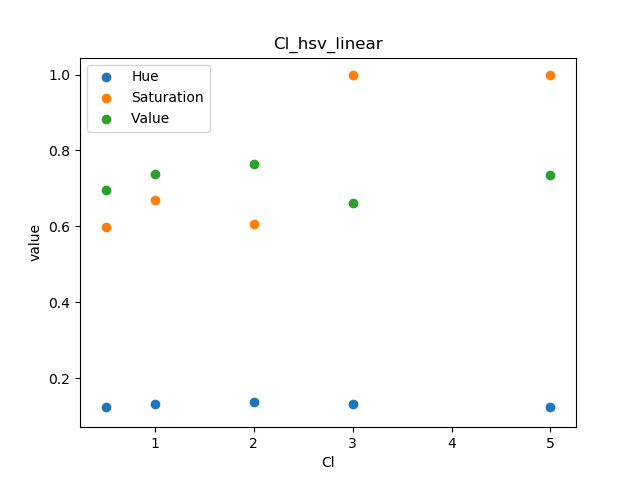 Cl_hsv_linear
Hue
Saturation
Value
1.0
0.8
0.6
0.4
0.2
value
1 2 3 4 5
Cl